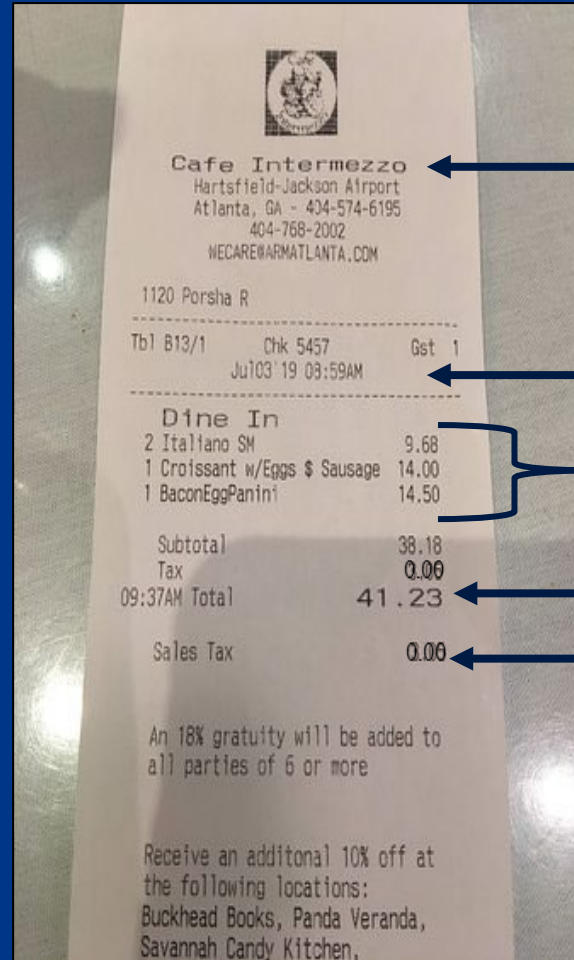 Cafe
Intermezzo
Cafe Intermezzo
Hartsfield-Jackson Airport
Atlanta, GA - 404-574-6195
404-768-2002
WECARE@ARMATLANTA.COM
1120 Porsha R
Tbl B13/1 Chk 5457 Gst 1
Jul03'19 08:59AM
Dine In
2 Italiano SM 9.68
1 Croissant w/Eggs $ Sausage 14.00
1 BaconEggPanini 14.50
Subtotal 38.18
Tax
09:37AM Total 41.23
Sales Tax
An 18% gratuity will be added to
all parties of 6 or more
Receive an additonal 10% off at
the following locations:
Buckhead Books, Panda Veranda,
Savannah Candy Kitchen,